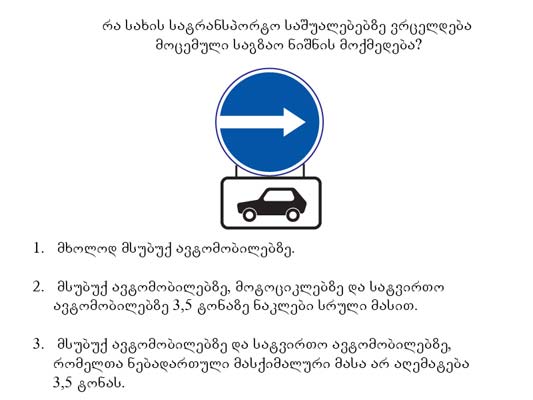 რა სახის სატრანსპორტო საშუალებებზე ვრცელდება
მოცემული საგზაო ნიშნის მოქმედება?
1. მხოლოდ მსუბუქ ავტომობილებზე.
2. მსუბუქ ავტომობილებზე, მოტოციკლებზე და სატვირთო
ავტომობილებზე 3,5 ტონაზე ნაკლები სრული მასით.
3. მსუბუქ ავტომობილებზე და სატვირთო ავტომობილებზე,
რომელთა ნებადართული მასქიმალური მასა არ აღემატება
3,5 ტონას.